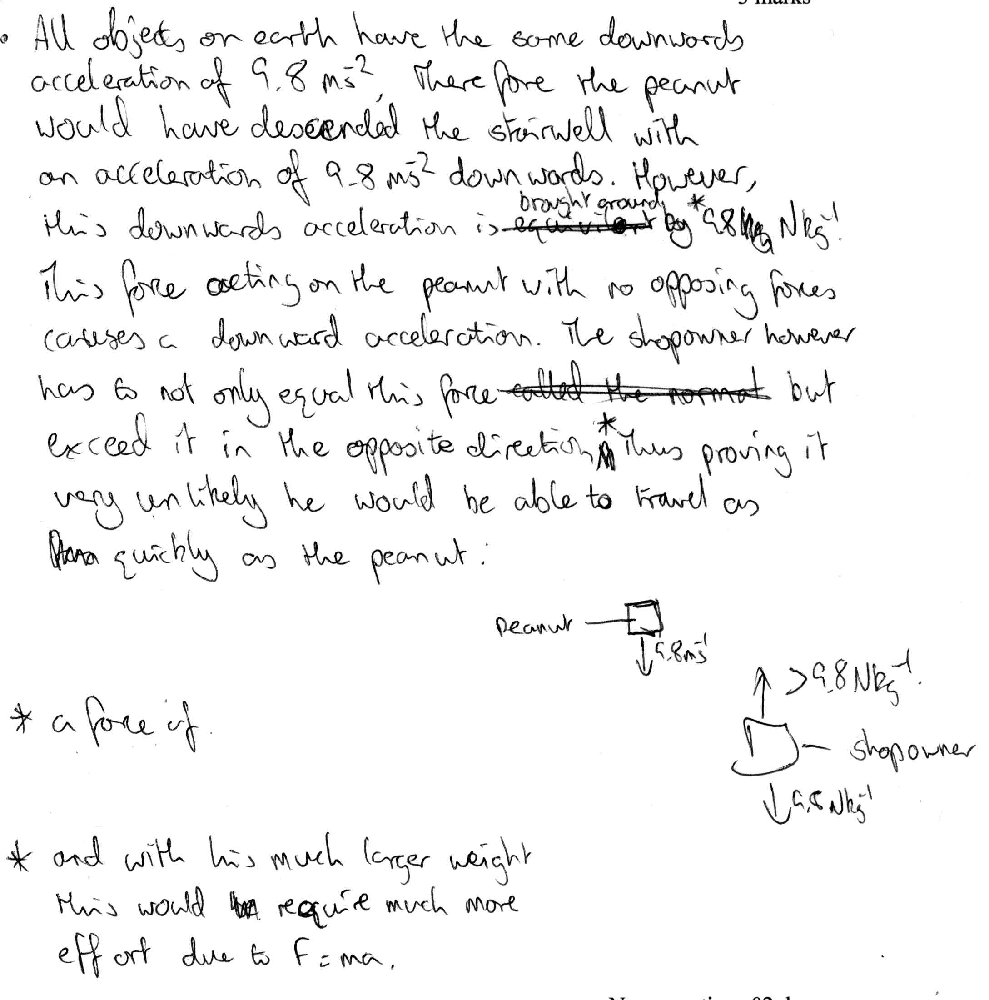 3 marks
• All objects on earth have the same downwards
acceleration of 9.8 ms⁻², Therefore the peanut
would have descended the stairwell with
an acceleration of 9.8 ms⁻² downwards. However,
brought around *
this downwards acceleration is equivilent by 9.8 Nkg⁻¹.
This force acting on the peanut with no opposing forces
causes a downward acceleration. The shopowner however
has to not only equal this force called the normal but
exceed it in the opposite direction * Thus proving it
very unlikely he would be able to travel as
quickly as the peanut.
Peanut
9.8ms⁻¹
>9.8Nkg⁻¹.
* a force of.
shopowner
9.8 Nkg⁻¹
* and with his much larger weight
this would require much more
effort due to F=ma.